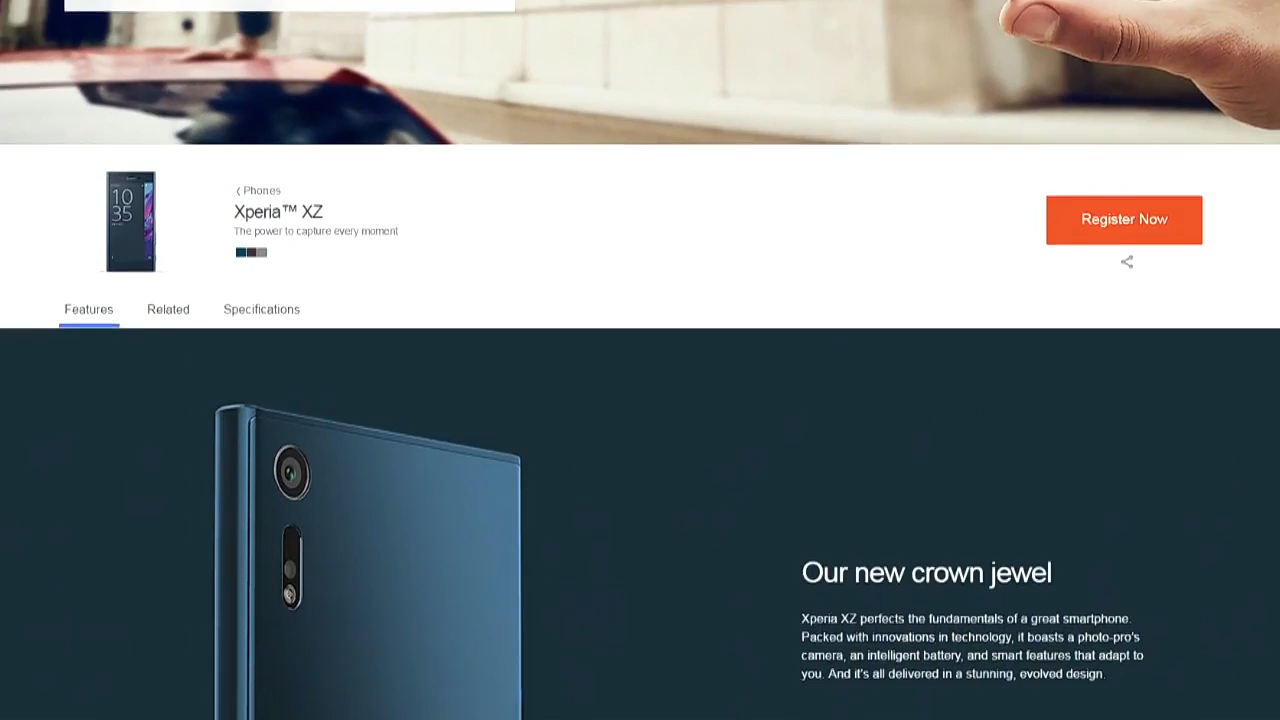 10
35
‹ Phones
Xperia™ XZ
The power to capture every moment
Register Now
Features Related Specifications
Our new crown jewel
Xperia XZ perfects the fundamentals of a great smartphone.
Packed with innovations in technology, it boasts a photo-pro's
camera, an intelligent battery, and smart features that adapt to
you. And it's all delivered in a stunning, evolved design.